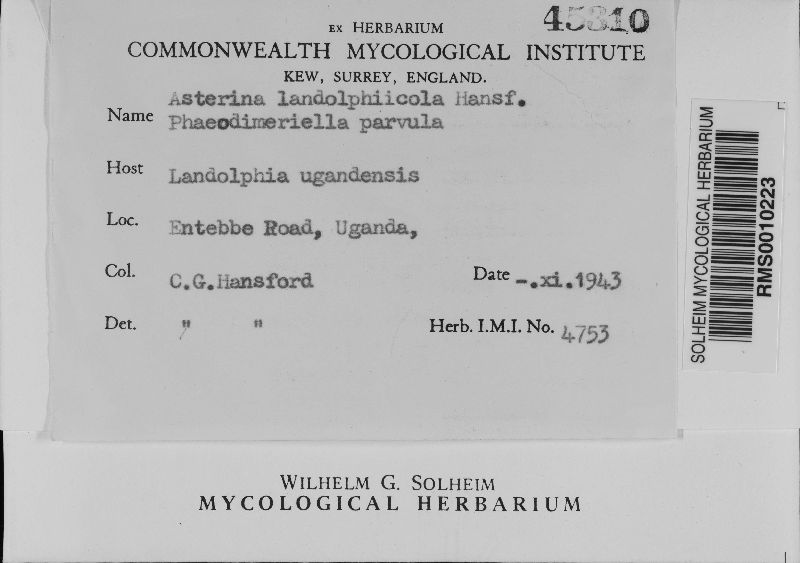 45310
EX HERBARIUM
COMMONWEALTH MYCOLOGICAL INSTITUTE
KEW, SURREY, ENGLAND.
Asterina landolphiicola Hansf.
Name Phaeodimeriella parvula
Host Landolphia ugandensis
Loc. Entebbe Road, Uganda,
Col. C.G.Hansford Date -.xi.1943
Det. " " Herb. I.M.I. No. 4753
SOLHEIM MYCOLOGICAL HERBARIUM
RMS0010223
WILHELM G. SOLHEIM
MYCOLOGICAL HERBARIUM